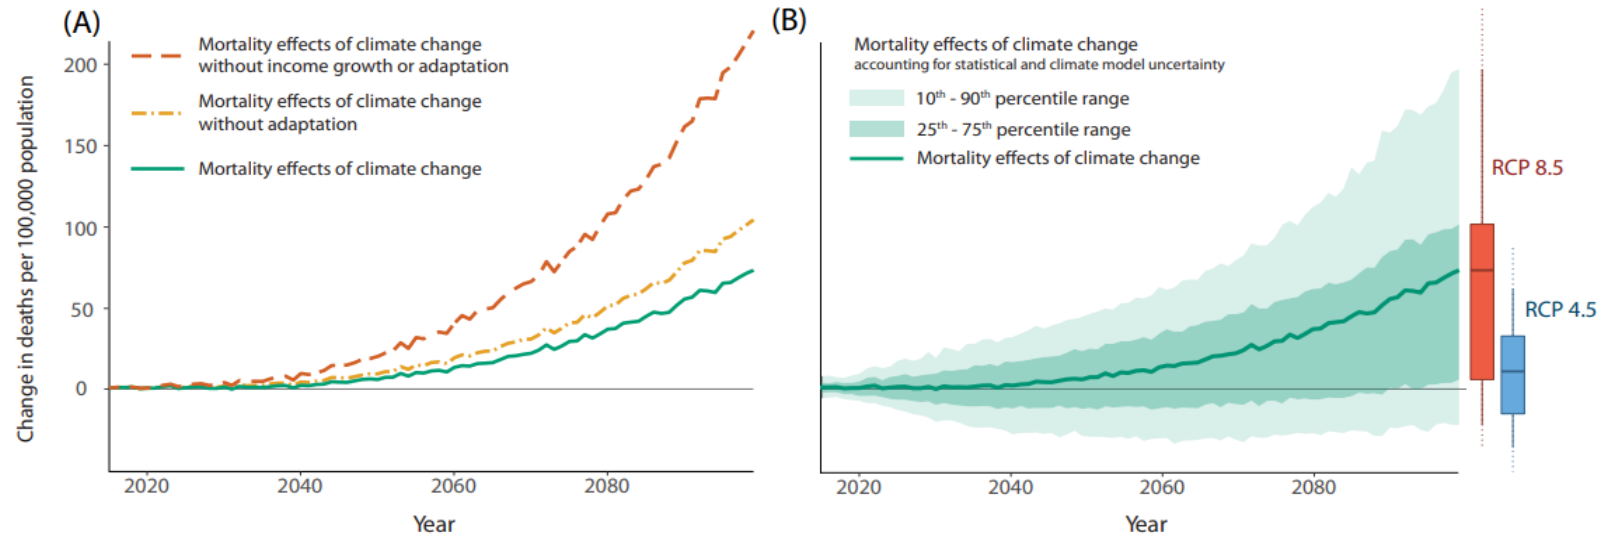 (A)
Mortality effects of climate change
without income growth or adaptation
Mortality effects of climate change
without adaptation
Mortality effects of climate change
Change in deaths per 100,000 population
200
150
100
50
0
2020 2040 2060 2080
Year
(B)
Mortality effects of climate change
accounting for statistical and climate model uncertainty
10th - 90th percentile range
25th - 75th percentile range
Mortality effects of climate change
RCP 8.5
RCP 4.5
2020 2040 2060 2080
Year